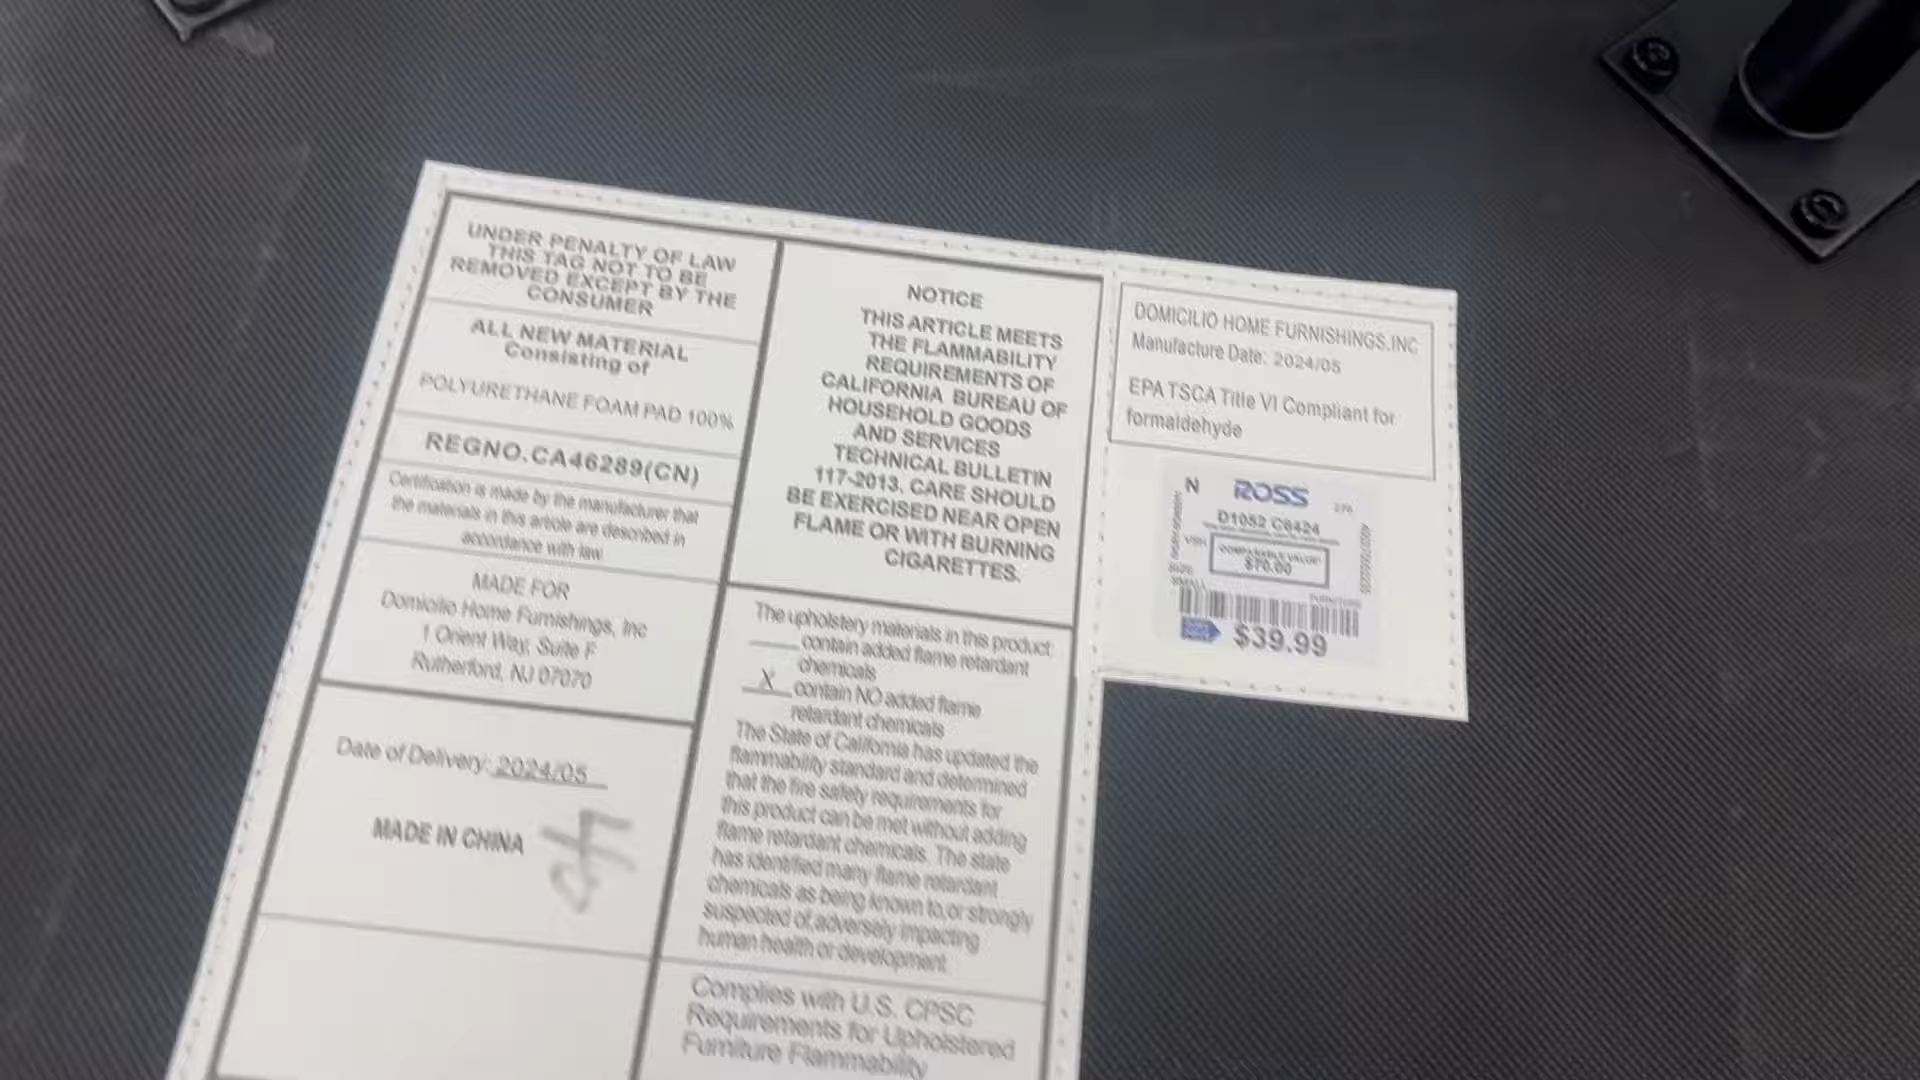 UNDER PENALTY OF LAW
THIS TAG NOT TO BE
REMOVED EXCEPT BY THE
CONSUMER
ALL NEW MATERIAL
Consisting of
POLYURETHANE FOAM PAD 100%
REGNO.CA46289(CN)
Certification is made by the manufacturer that
the materials in this article are described in
accordance with law.
MADE FOR
Domicilio Home Furnishings, Inc
1 Orient Way, Suite F
Rutherford, NJ 07070
Date of Delivery: 2024/05
MADE IN CHINA
NOTICE
THIS ARTICLE MEETS
THE FLAMMABILITY
REQUIREMENTS OF
CALIFORNIA BUREAU OF
HOUSEHOLD GOODS
AND SERVICES
TECHNICAL BULLETIN
117-2013. CARE SHOULD
BE EXERCISED NEAR OPEN
FLAME OR WITH BURNING
CIGARETTES.
The upholstery materials in this product:
contain added flame retardant
chemicals
X contain NO added flame
retardant chemicals
The State of California has updated the
flammability standard and determined
that the fire safety requirements for
this product can be met without adding
flame retardant chemicals. The state
has identified many flame retardant
chemicals as being known to,or strongly
suspected of,adversely impacting
human health or development.
Complies with U.S. CPSC
Requirements for Upholstered
Furniture Flammability
DOMICILIO HOME FURNISHINGS.INC
Manufacture Date: 2024/05
EPA TSCA Title VI Compliant for
formaldehyde
N ROSS
D1052 C6424
COMPARABLE VALUE
$70.00
SIZE
SMALL FURNITURE
$39.99